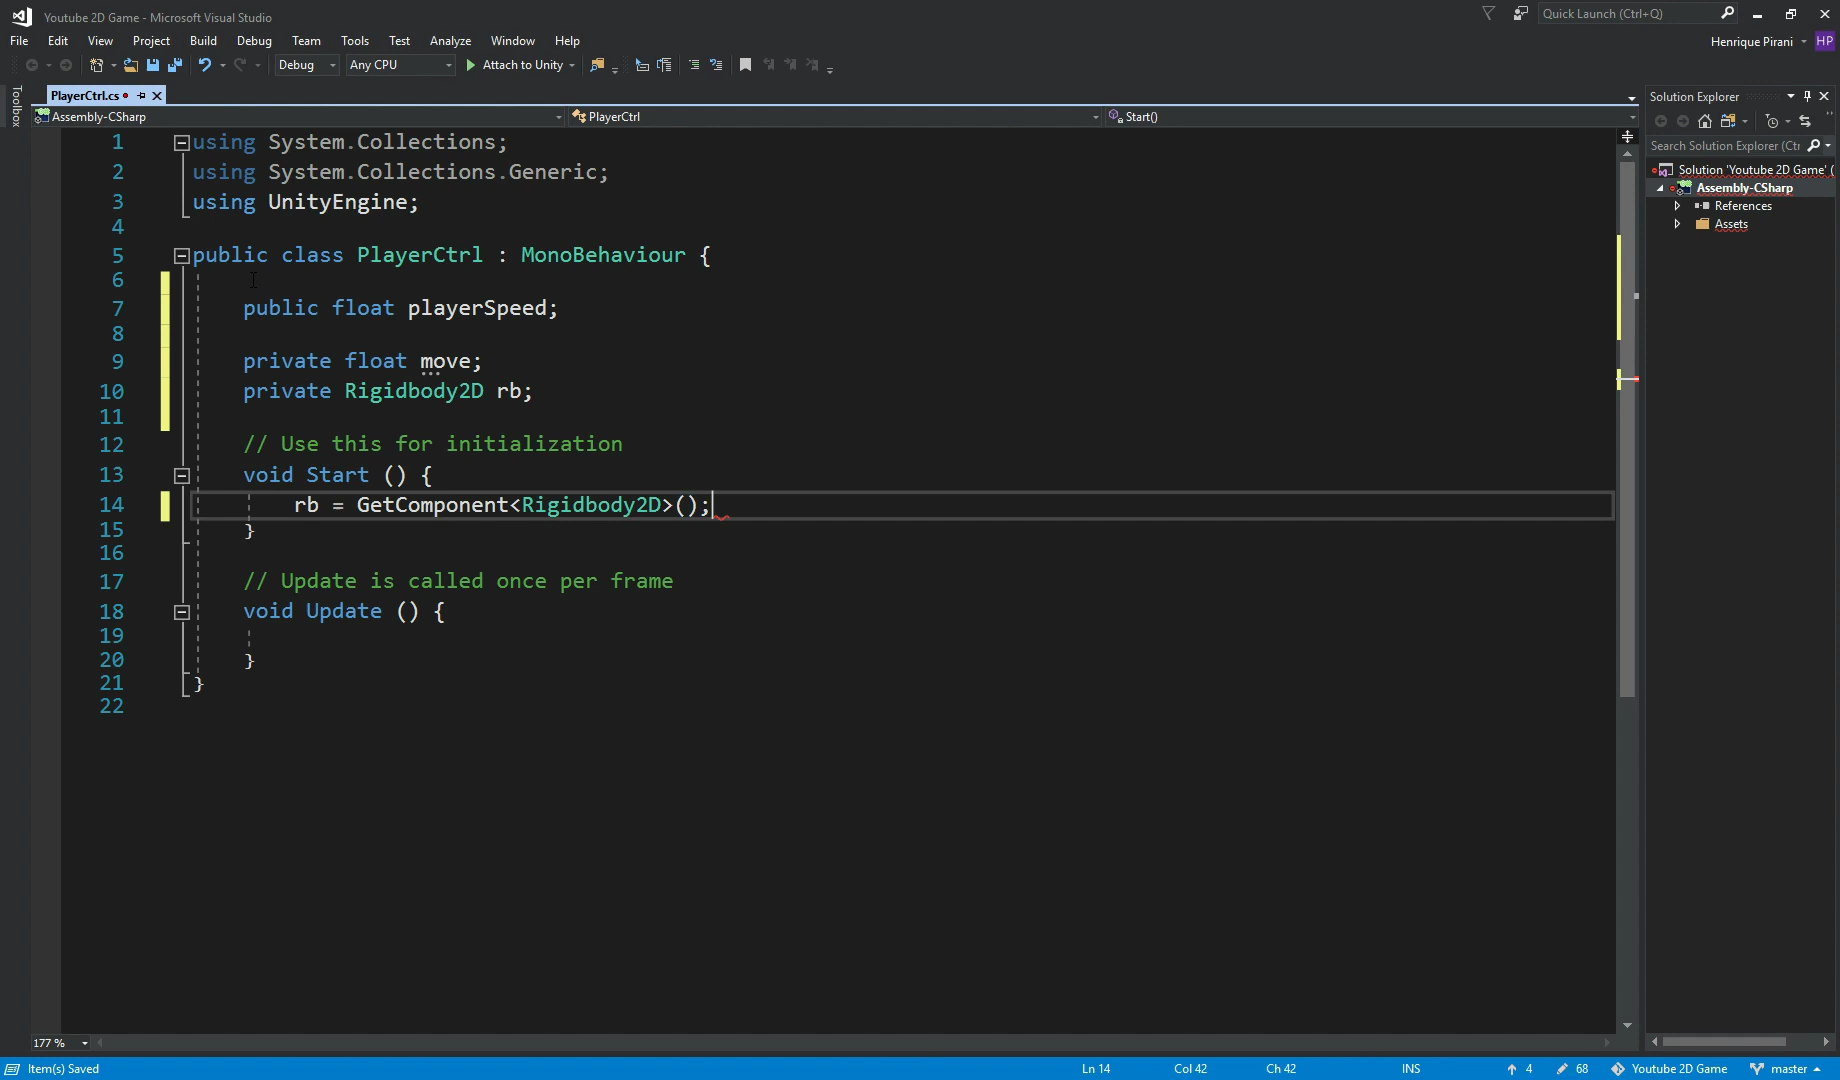 Youtube 2D Game - Microsoft Visual Studio
Quick Launch (Ctrl+Q)
File Edit View Project Build Debug Team Tools Test Analyze Window Help
Henrique Pirani HP
Debug Any CPU Attach to Unity
Toolbox
PlayerCtrl.cs
Solution Explorer
Assembly-CSharp PlayerCtrl Start()
Search Solution Explorer (Ctr
Solution 'Youtube 2D Game' (
Assembly-CSharp
References
Assets
1 using System.Collections;
2 using System.Collections.Generic;
3 using UnityEngine;
4
5 public class PlayerCtrl : MonoBehaviour {
6
7 public float playerSpeed;
8
9 private float move;
10 private Rigidbody2D rb;
11
12 // Use this for initialization
13 void Start () {
14 rb = GetComponent<Rigidbody2D>();
15 }
16
17 // Update is called once per frame
18 void Update () {
19
20 }
21 }
22
177 %
Item(s) Saved Ln 14 Col 42 Ch 42 INS 4 68 Youtube 2D Game master